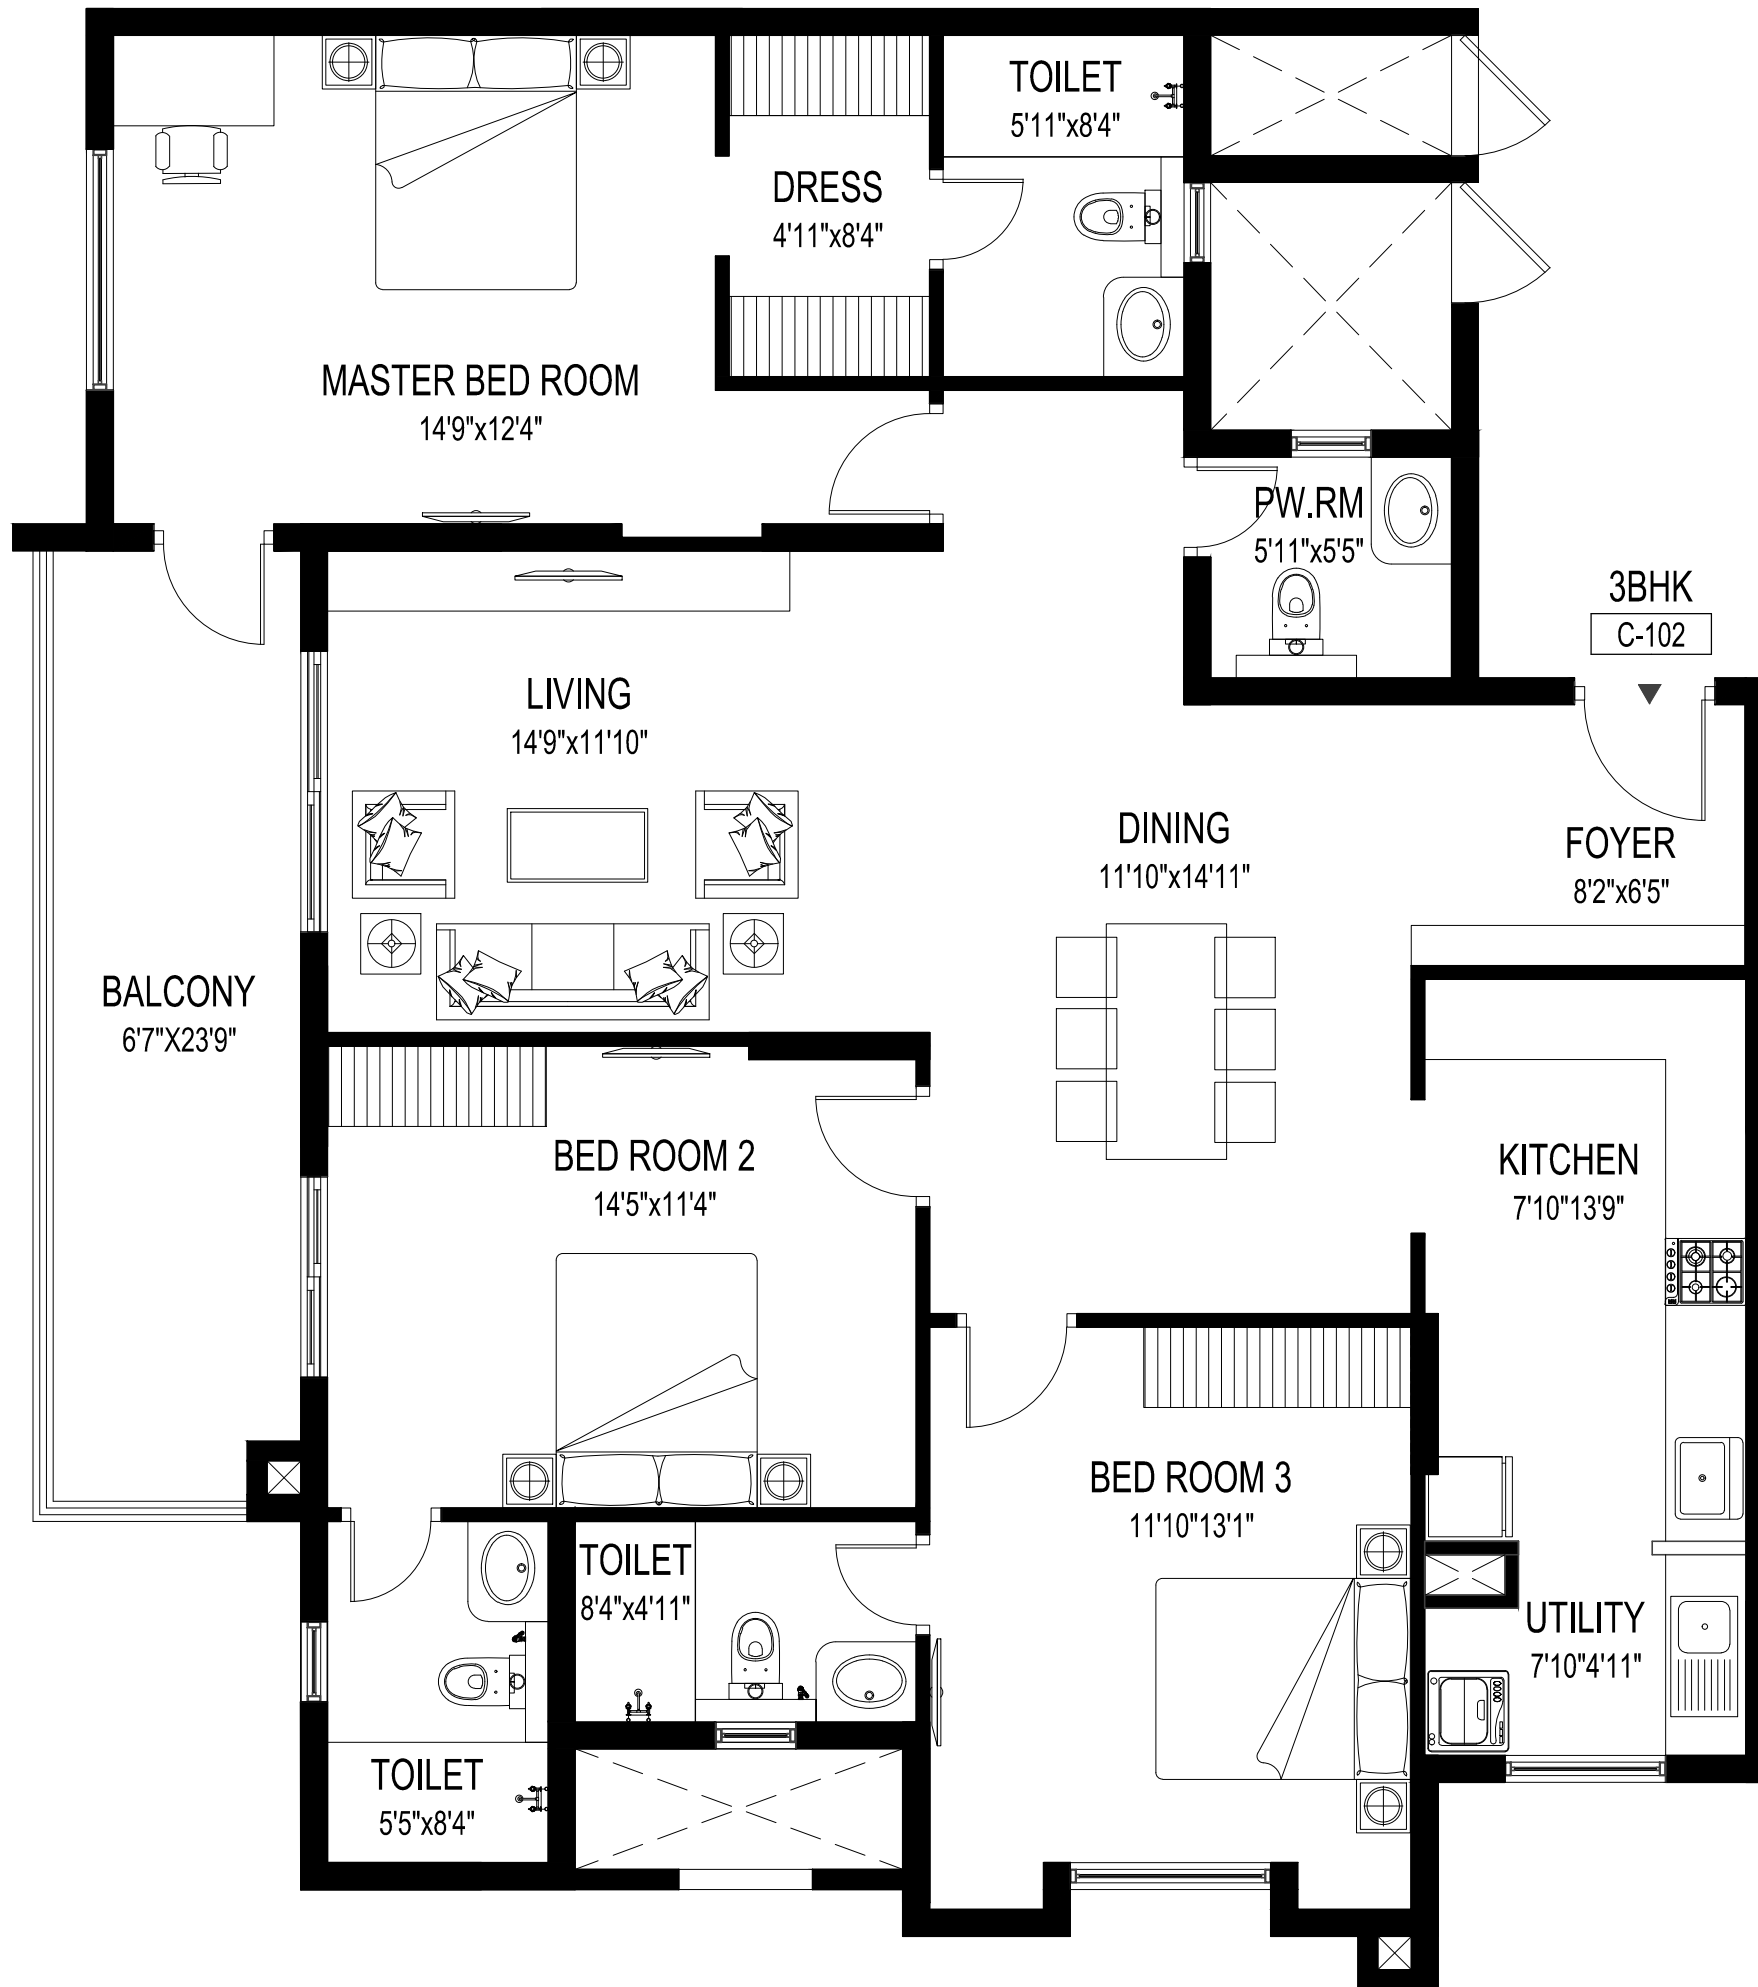 TOILET
5'11"x8'4"
DRESS
4'11"x8'4"
MASTER BED ROOM
14'9"x12'4"
PW.RM
5'11"x5'5"
3BHK
C-102
LIVING
14'9"x11'10"
DINING
11'10"x14'11"
FOYER
8'2"x6'5"
BALCONY
6'7"X23'9"
BED ROOM 2
14'5"x11'4"
KITCHEN
7'10"13'9"
BED ROOM 3
11'10"13'1"
TOILET
8'4"x4'11"
UTILITY
7'10"4'11"
TOILET
5'5"x8'4"